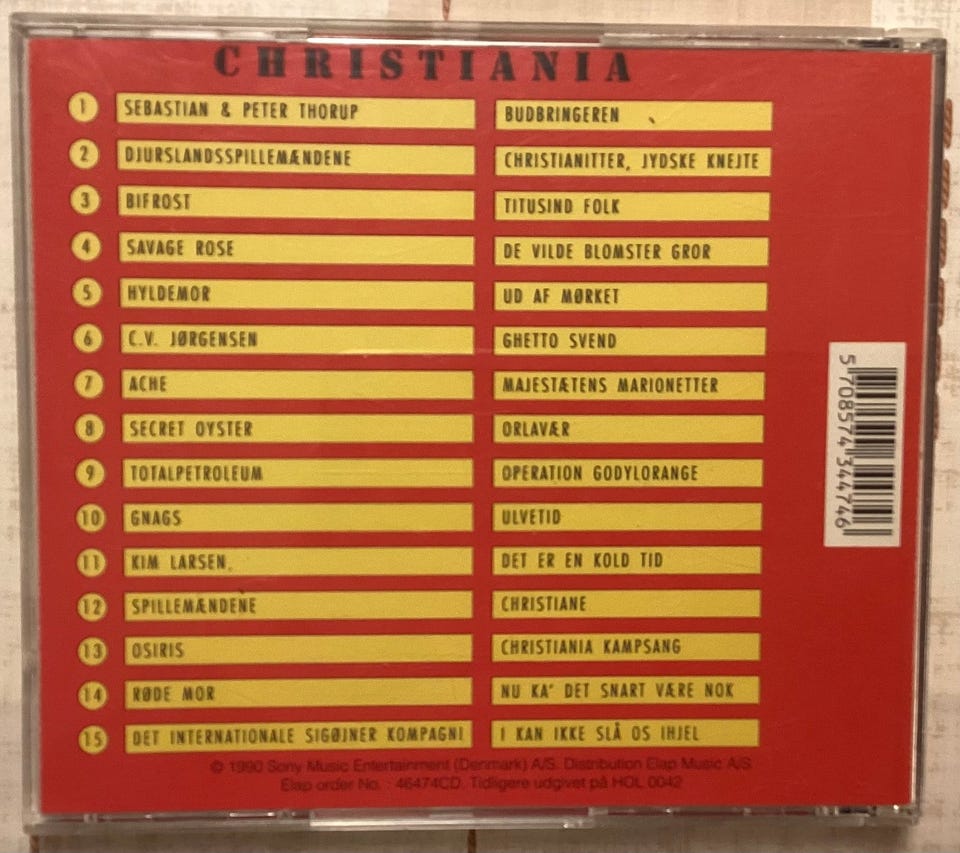 CHRISTIANIA
1 SEBASTIAN & PETER THORUP BUDBRINGEREN
2 DJURSLANDSSPILLEMÆNDENE CHRISTIANITTER, JYDSKE KNEJTE
3 BIFROST TITUSIND FOLK
4 SAVAGE ROSE DE VILDE BLOMSTER GROR
5 HYLDEMOR UD AF MØRKET
6 C.V. JØRGENSEN GHETTO SVEND
7 ACHE MAJESTÆTENS MARIONETTER
8 SECRET OYSTER ORLAVÆR
9 TOTALPETROLEUM OPERATION GODYLORANGE
10 GNAGS ULVETID
11 KIM LARSEN. DET ER EN KOLD TID
12 SPILLEMÆNDENE CHRISTIANE
13 OSIRIS CHRISTIANIA KAMPSANG
14 RØDE MOR NU KA' DET SNART VÆRE NOK
15 DET INTERNATIONALE SIGØJNER KOMPAGNI I KAN IKKE SLÅ OS IHJEL
© 1990 Sony Music Entertainment (Denmark) A/S. Distribution Elap Music A/S
Elap order No. : 46474CD. Tidligere udgivet på HOL 0042
5 708574 344746